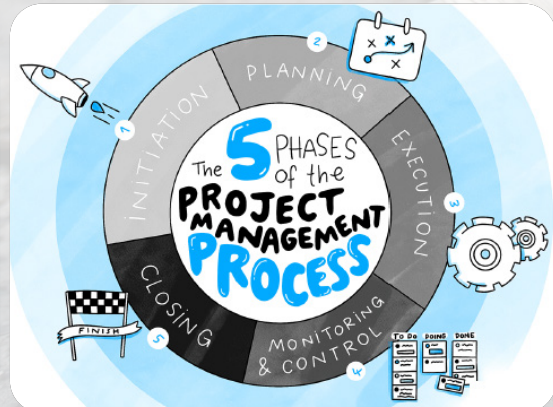 The 5 PHASES
of the
PROJECT
MANAGEMENT
PROCESS
1
INITIATION
2
PLANNING
3
EXECUTION
4
MONITORING
& CONTROL
TO DO DOING DONE
5
CLOSING
FINISH